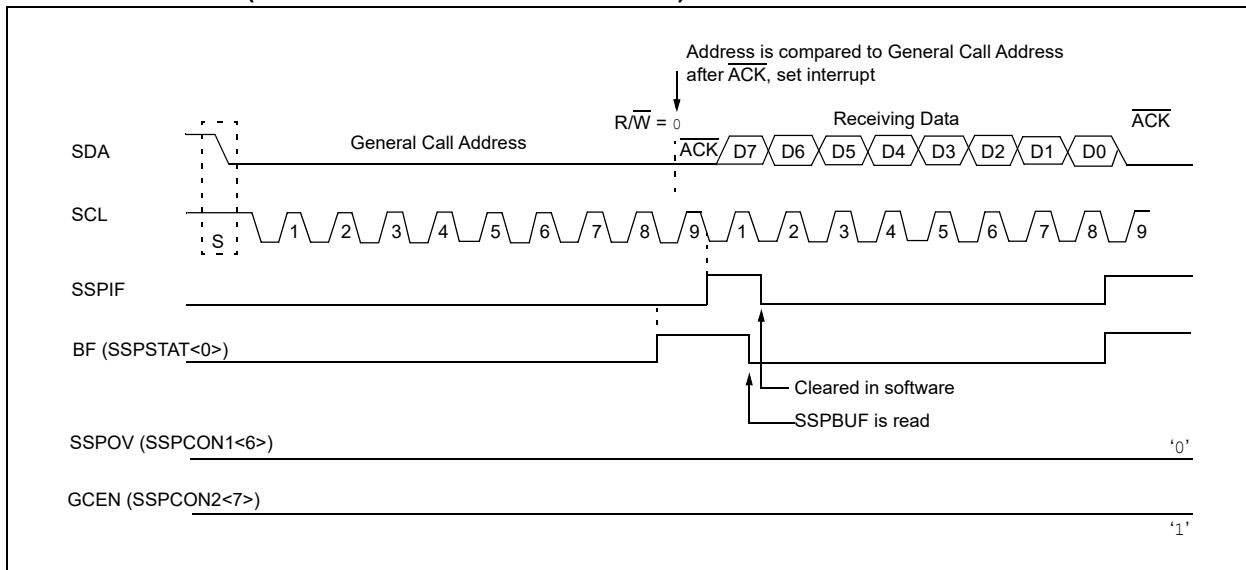 Address is compared to General Call Address
after ACK, set interrupt
R/W = 0
Receiving Data
ACK
SDA
General Call Address
ACK
D7 D6 D5 D4 D3 D2 D1 D0
SCL
S
1 2 3 4 5 6 7 8 9 1 2 3 4 5 6 7 8 9
SSPIF
BF (SSPSTAT<0>)
Cleared in software
SSPBUF is read
SSPOV (SSPCON1<6>)
‘0’
GCEN (SSPCON2<7>)
‘1’